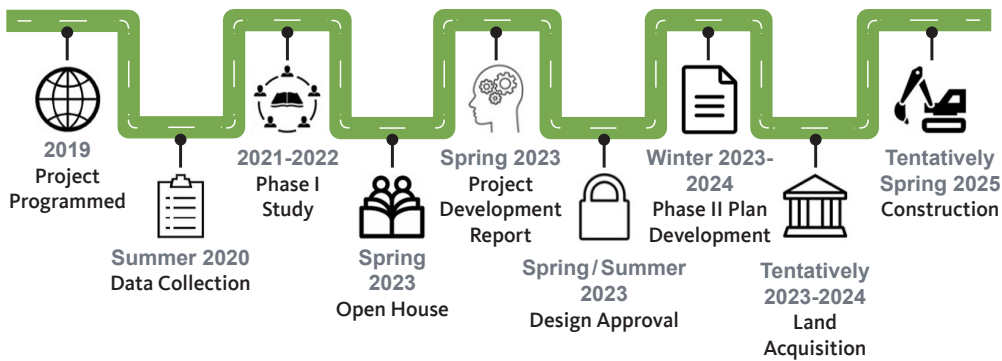 2019
Project
Programmed
Summer 2020
Data Collection
2021-2022
Phase I
Study
Spring
2023
Open House
Spring 2023
Project
Development
Report
Spring/Summer
2023
Design Approval
Winter 2023-
2024
Phase II Plan
Development
Tentatively
2023-2024
Land
Acquisition
Tentatively
Spring 2025
Construction